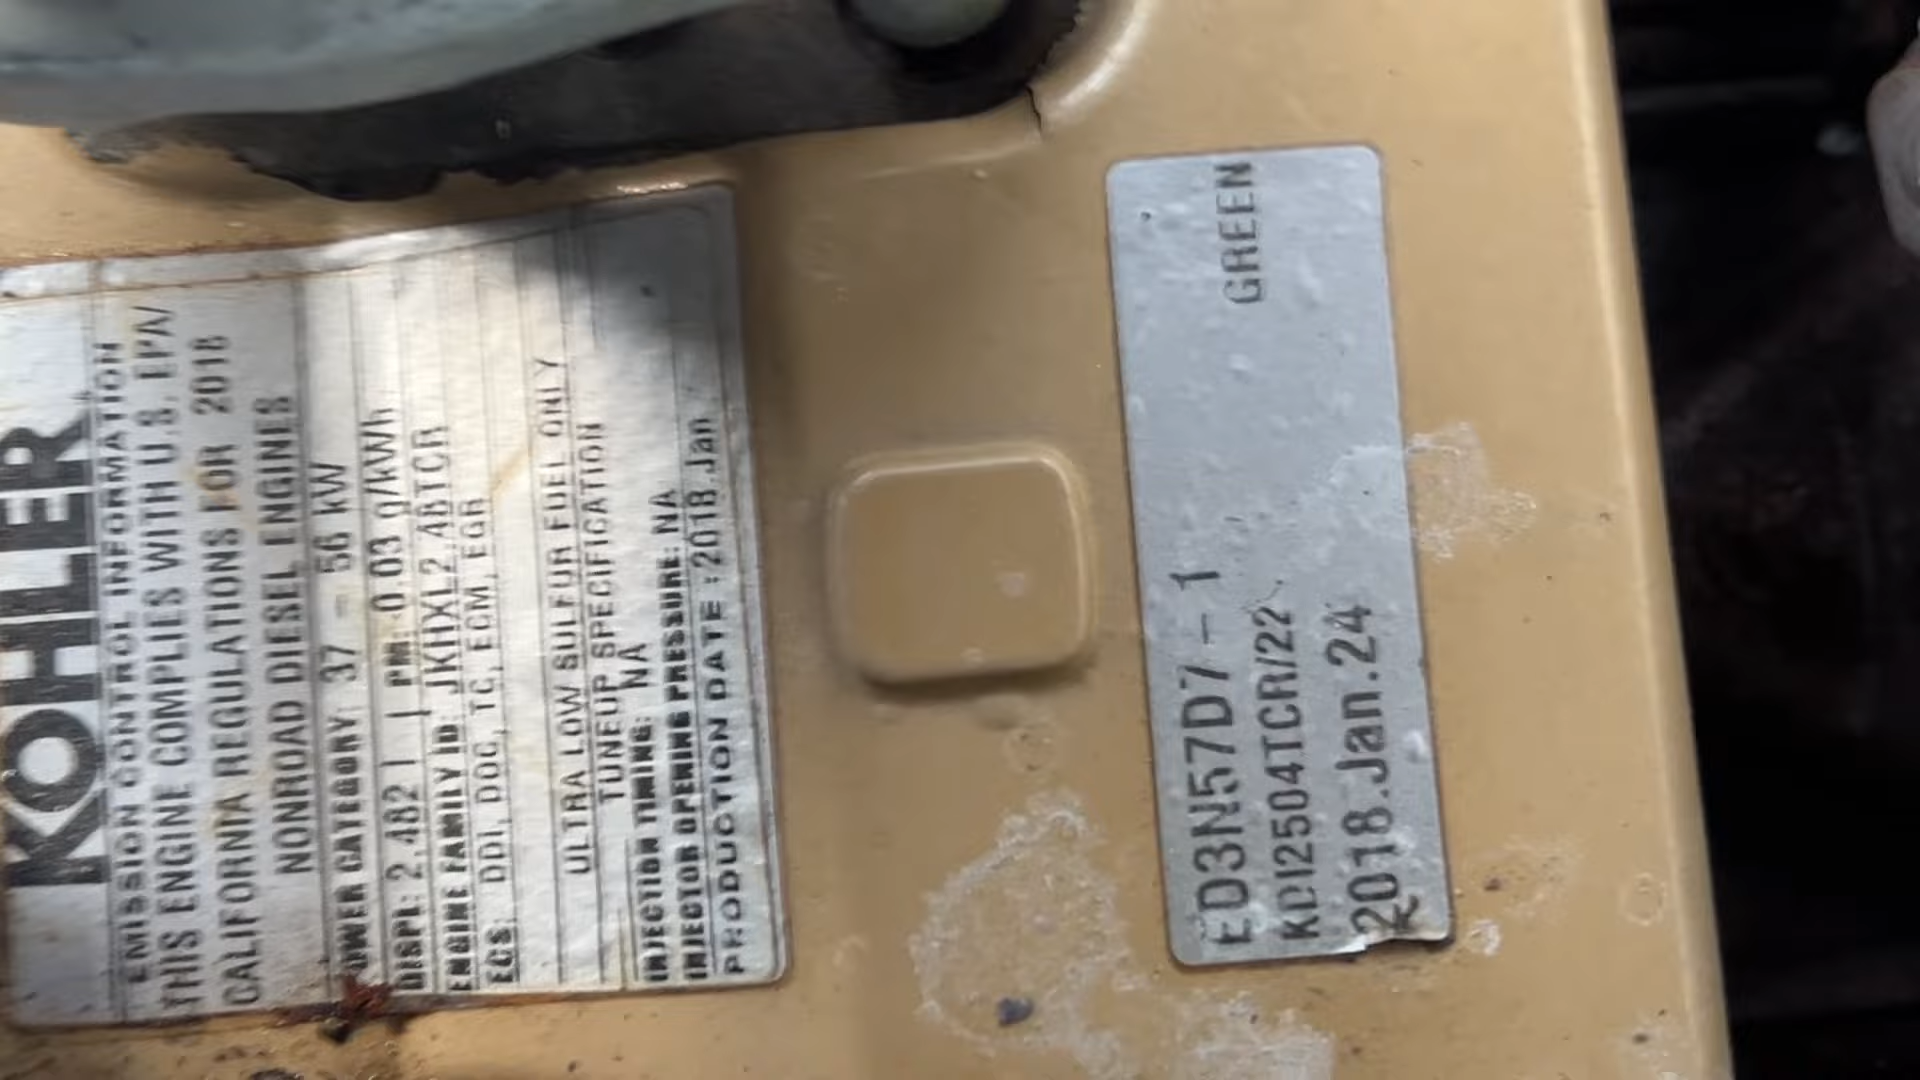 KOHLER
EMISSION CONTROL INFORMATION
THIS ENGINE COMPLIES WITH U.S. EPA/
CALIFORNIA REGULATIONS FOR 2018
NONROAD DIESEL ENGINES
POWER CATEGORY: 37 - 56 kW
DISPL: 2.482 l | PM: 0.03 g/kWh
ENGINE FAMILY ID: JKHXL2.48TCR
ECS: DDI, DOC, TC, ECM, EGR
ULTRA LOW SULFUR FUEL ONLY
TUNEUP SPECIFICATION
INJECTION TIMING: NA
INJECTOR OPENING PRESSURE: NA
PRODUCTION DATE : 2018.Jan
ED3N57D7-1 GREEN
KDI2504TCR/22
2018.Jan.24
K